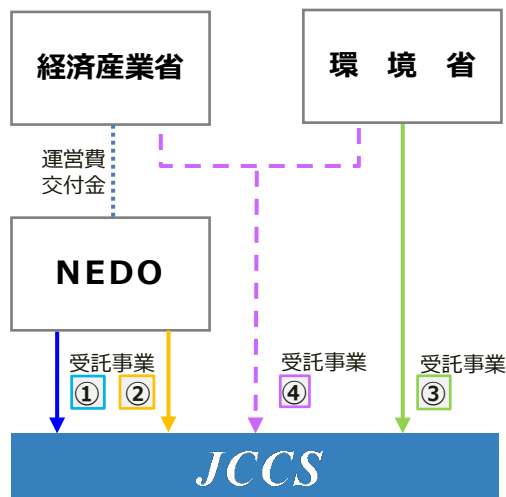 経済産業省
環 境 省
運営費
交付金
NEDO
受託事業
① ②
受託事業
④
受託事業
③
JCCS